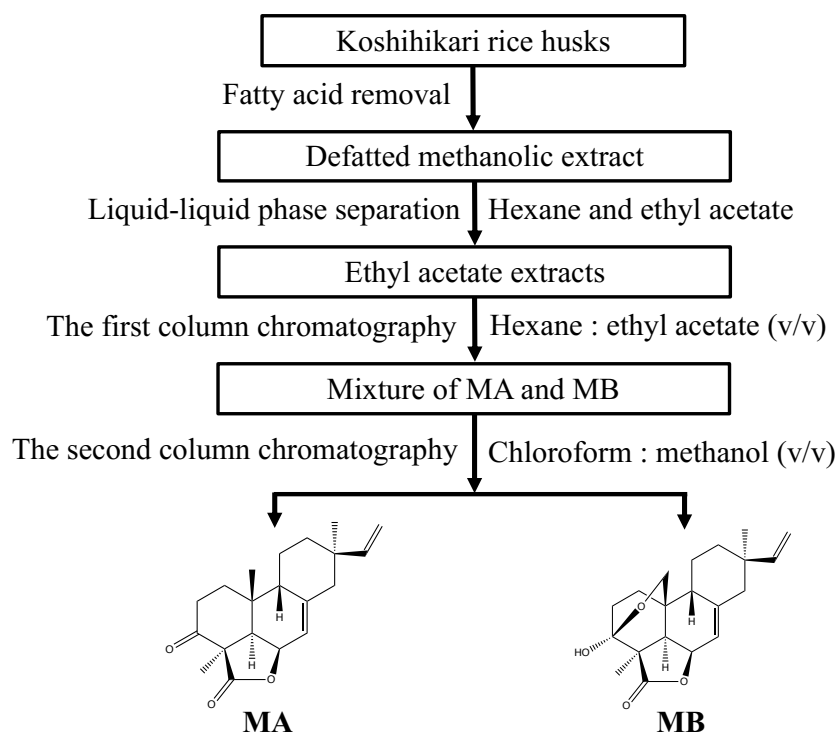 Koshihikari rice husks
Fatty acid removal
Defatted methanolic extract
Liquid-liquid phase separation Hexane and ethyl acetate
Ethyl acetate extracts
The first column chromatography Hexane : ethyl acetate (v/v)
Mixture of MA and MB
The second column chromatography Chloroform : methanol (v/v)
H
O
H
O
O
MA
O
H
HO
H
O
O
MB